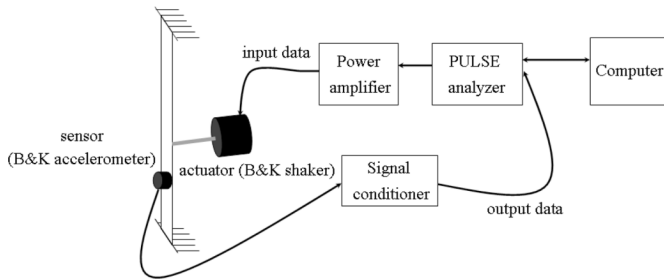 input data
Power
amplifier
PULSE
analyzer
Computer
sensor
(B&K accelerometer)
actuator (B&K shaker)
Signal
conditioner
output data